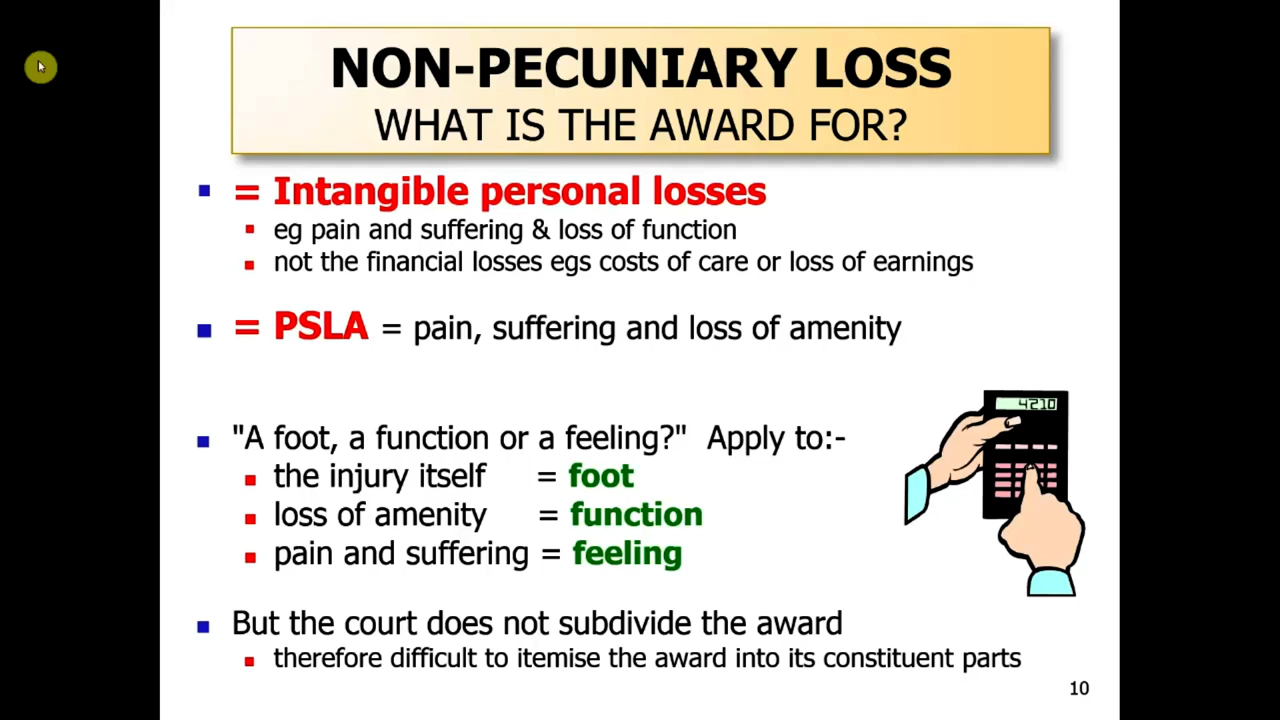 NON-PECUNIARY LOSS
WHAT IS THE AWARD FOR?
= Intangible personal losses
eg pain and suffering & loss of function
not the financial losses egs costs of care or loss of earnings
= PSLA = pain, suffering and loss of amenity
"A foot, a function or a feeling?" Apply to:-
the injury itself = foot
loss of amenity = function
pain and suffering = feeling
4210
But the court does not subdivide the award
therefore difficult to itemise the award into its constituent parts
10